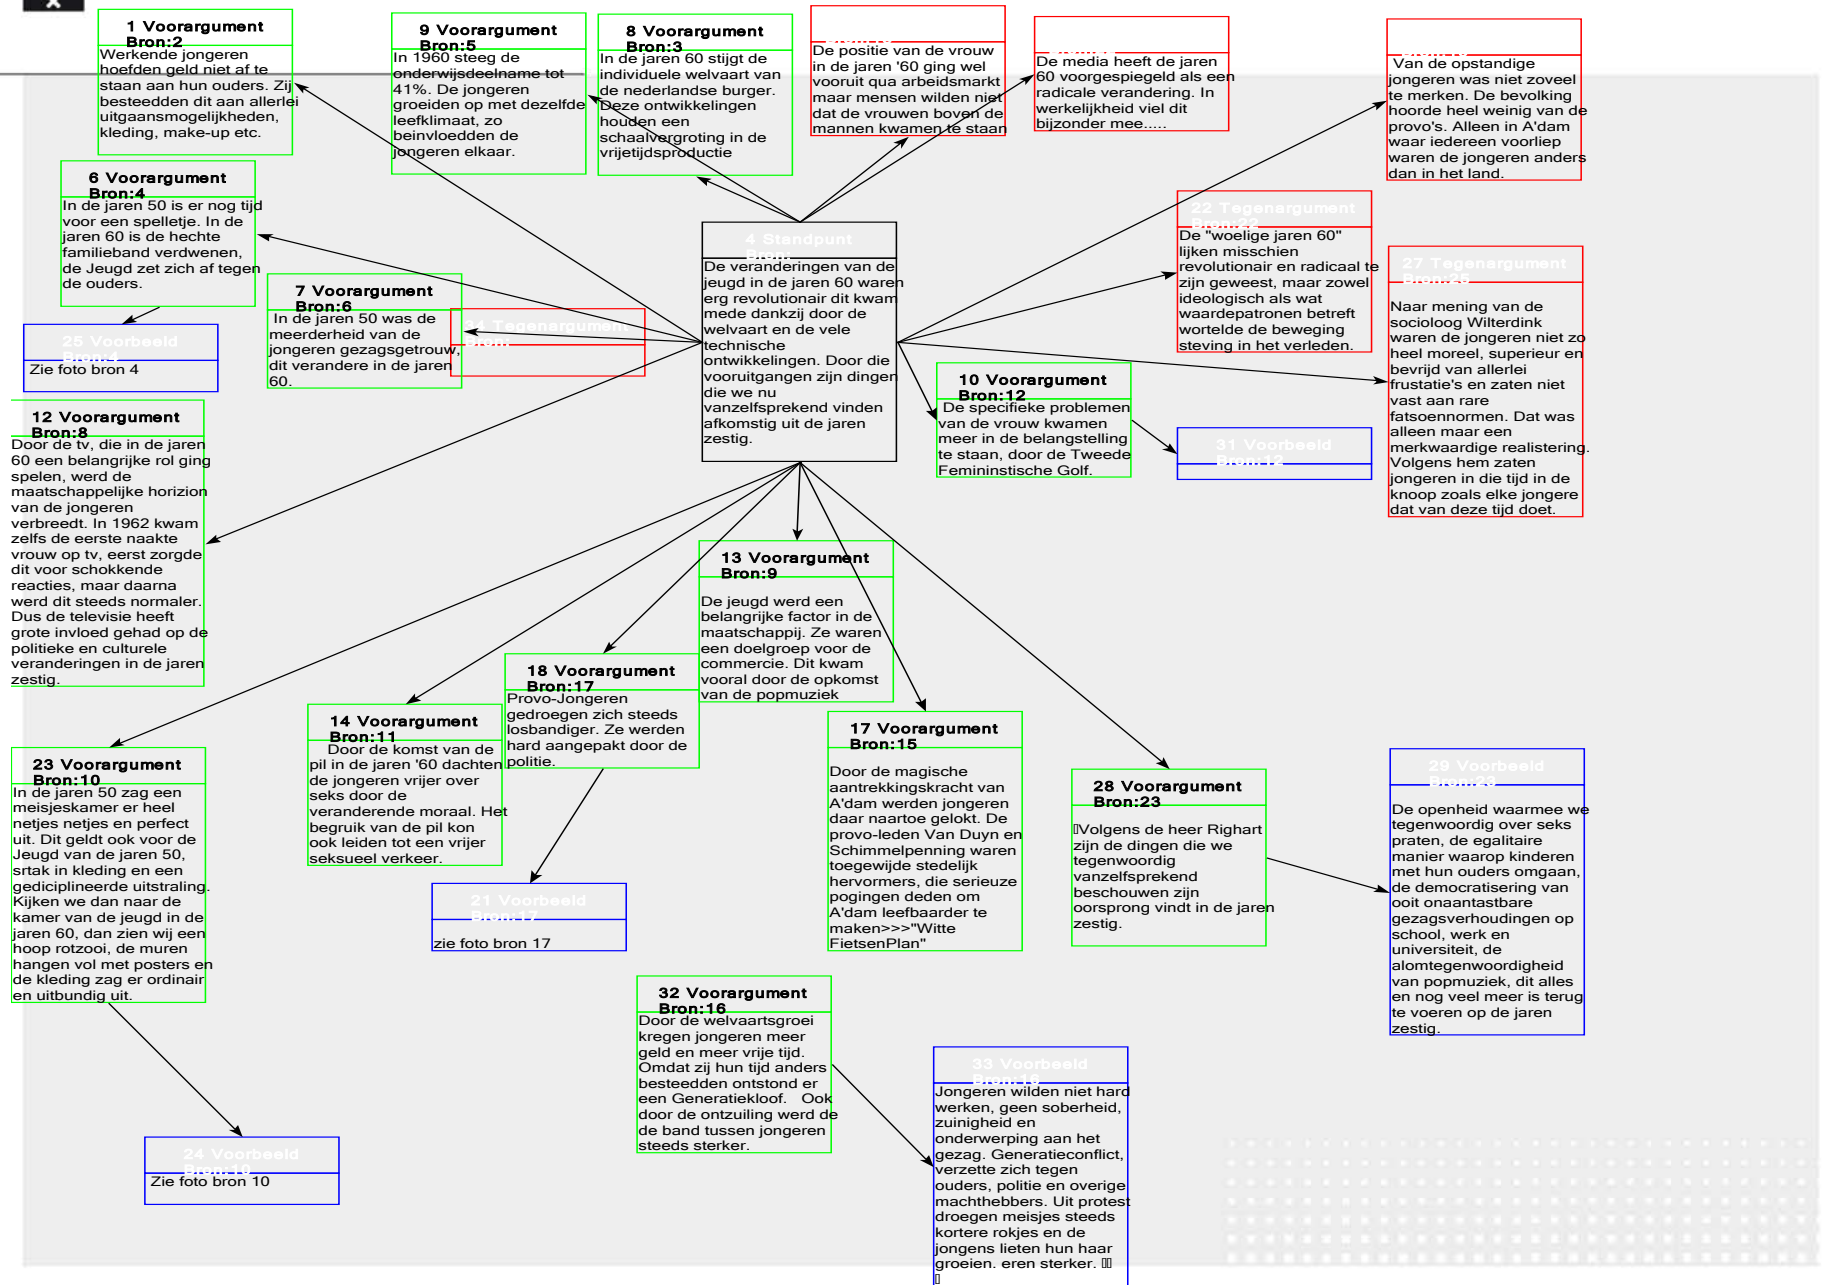 1 Voorargument
Bron:2
Werkende jongeren
hoefden geld niet af te
staan aan hun ouders. Zij
besteedden dit aan allerlei
uitgaansmogelijkheden,
kleding, make-up etc.
9 Voorargument
Bron:5
In 1960 steeg de
onderwijsdeelname tot
41%. De jongeren
groeiden op met dezelfde
leefklimaat, zo
beinvloedden de
jongeren elkaar.
8 Voorargument
Bron:3
In de jaren 60 stijgt de
individuele welvaart van
de nederlandse burger.
Deze ontwikkelingen
houden een
schaalvergroting in de
vrijetijdsproductie
De positie van de vrouw
in de jaren '60 ging wel
vooruit qua arbeidsmarkt
maar mensen wilden niet
dat de vrouwen boven de
mannen kwamen te staan
De media heeft de jaren
60 voorgespiegeld als een
radicale verandering. In
werkelijkheid viel dit
bijzonder mee.....
Van de opstandige
jongeren was niet zoveel
te merken. De bevolking
hoorde heel weinig van de
provo's. Alleen in A'dam
waar iedereen voorliep
waren de jongeren anders
dan in het land.
6 Voorargument
Bron:4
In de jaren 50 is er nog tijd
voor een spelletje. In de
jaren 60 is de hechte
familieband verdwenen,
de Jeugd zet zich af tegen
de ouders.
25 Voorbeeld
Bron:4
Zie foto bron 4
7 Voorargument
Bron:6
In de jaren 50 was de
meerderheid van de
jongeren gezagsgetrouw,
dit verandere in de jaren
60.
34 Tegenargument
Bron:
4 Standpunt
Bron:
De veranderingen van de
jeugd in de jaren 60 waren
erg revolutionair dit kwam
mede dankzij door de
welvaart en de vele
technische
ontwikkelingen. Door die
vooruitgangen zijn dingen
die we nu
vanzelfsprekend vinden
afkomstig uit de jaren
zestig.
22 Tegenargument
Bron:22
De "woelige jaren 60"
lijken misschien
revolutionair en radicaal te
zijn geweest, maar zowel
ideologisch als wat
waardepatronen betreft
wortelde de beweging
steving in het verleden.
27 Tegenargument
Bron:25
Naar mening van de
socioloog Wilterdink
waren de jongeren niet zo
heel moreel, superieur en
bevrijd van allerlei
frustatie's en zaten niet
vast aan rare
fatsoennormen. Dat was
alleen maar een
merkwaardige realistering.
Volgens hem zaten
jongeren in die tijd in de
knoop zoals elke jongere
dat van deze tijd doet.
10 Voorargument
Bron:12
De specifieke problemen
van de vrouw kwamen
meer in de belangstelling
te staan, door de Tweede
Femininstische Golf.
31 Voorbeeld
Bron:12
12 Voorargument
Bron:8
Door de tv, die in de jaren
60 een belangrijke rol ging
spelen, werd de
maatschappelijke horizion
van de jongeren
verbreedt. In 1962 kwam
zelfs de eerste naakte
vrouw op tv, eerst zorgde
dit voor schokkende
reacties, maar daarna
werd dit steeds normaler.
Dus de televisie heeft
grote invloed gehad op de
politieke en culturele
veranderingen in de jaren
zestig.
13 Voorargument
Bron:9
De jeugd werd een
belangrijke factor in de
maatschappij. Ze waren
een doelgroep voor de
commercie. Dit kwam
vooral door de opkomst
van de popmuziek
18 Voorargument
Bron:17
Provo-Jongeren
gedroegen zich steeds
losbandiger. Ze werden
hard aangepakt door de
politie.
14 Voorargument
Bron:11
Door de komst van de
pil in de jaren '60 dachten
de jongeren vrijer over
seks door de
veranderende moraal. Het
begruik van de pil kon
ook leiden tot een vrijer
seksueel verkeer.
17 Voorargument
Bron:15
Door de magische
aantrekkingskracht van
A'dam werden jongeren
daar naartoe gelokt. De
provo-leden Van Duyn en
Schimmelpenning waren
toegewijde stedelijk
hervormers, die serieuze
pogingen deden om
A'dam leefbaarder te
maken>>>"Witte
FietsenPlan"
23 Voorargument
Bron:10
In de jaren 50 zag een
meisjeskamer er heel
netjes netjes en perfect
uit. Dit geldt ook voor de
Jeugd van de jaren 50,
srtak in kleding en een
gediciplineerde uitstraling.
Kijken we dan naar de
kamer van de jeugd in de
jaren 60, dan zien wij een
hoop rotzooi, de muren
hangen vol met posters en
de kleding zag er ordinair
en uitbundig uit.
28 Voorargument
Bron:23
Volgens de heer Righart
zijn de dingen die we
tegenwoordig
vanzelfsprekend
beschouwen zijn
oorsprong vindt in de jaren
zestig.
29 Voorbeeld
Bron:23
De openheid waarmee we
tegenwoordig over seks
praten, de egalitaire
manier waarop kinderen
met hun ouders omgaan,
de democratisering van
ooit onaantastbare
gezagsverhoudingen op
school, werk en
universiteit, de
alomtegenwoordigheid
van popmuziek, dit alles
en nog veel meer is terug
te voeren op de jaren
zestig.
21 Voorbeeld
Bron:17
zie foto bron 17
32 Voorargument
Bron:16
Door de welvaartsgroei
kregen jongeren meer
geld en meer vrije tijd.
Omdat zij hun tijd anders
besteedden ontstond er
een Generatiekloof. Ook
door de ontzuiling werd de
de band tussen jongeren
steeds sterker.
33 Voorbeeld
Bron:16
Jongeren wilden niet hard
werken, geen soberheid,
zuinigheid en
onderwerping aan het
gezag. Generatieconflict,
verzette zich tegen
ouders, politie en overige
machthebbers. Uit protest
droegen meisjes steeds
kortere rokjes en de
jongens lieten hun haar
groeien. eren sterker.
24 Voorbeeld
Bron:10
Zie foto bron 10